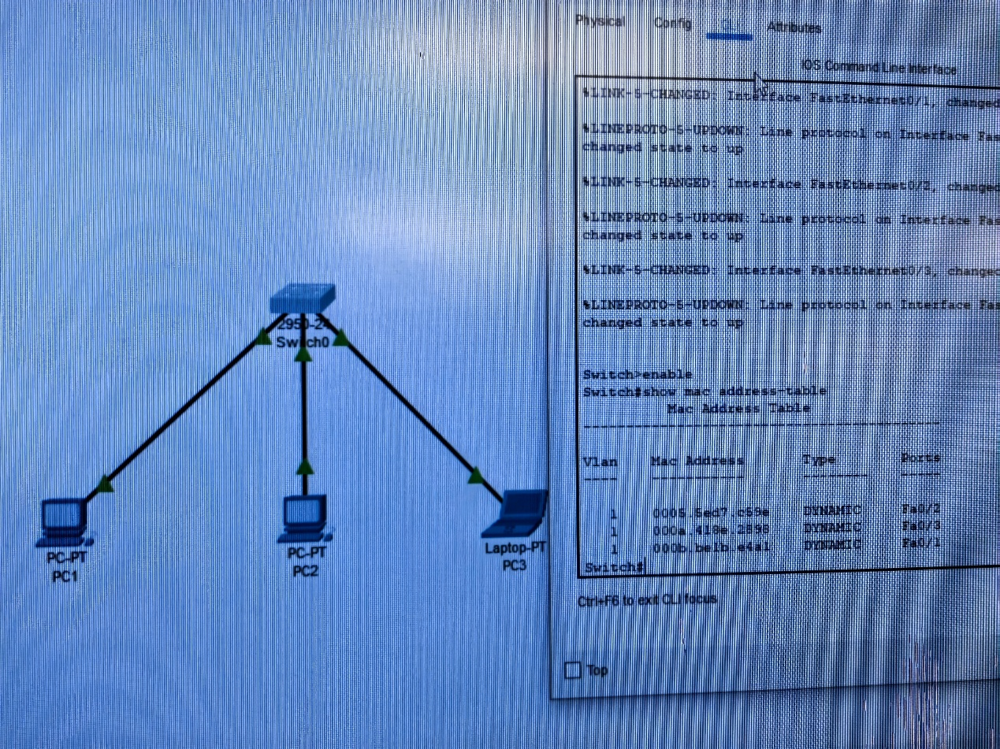 Physical Config CLI Attributes
IOS Command Line Interface
%LINK-5-CHANGED: Interface FastEthernet0/1, changed
%LINEPROTO-5-UPDOWN: Line protocol on Interface Fas
changed state to up
%LINK-5-CHANGED: Interface FastEthernet0/2, changed
%LINEPROTO-5-UPDOWN: Line protocol on Interface Fas
changed state to up
%LINK-5-CHANGED: Interface FastEthernet0/3, changed
%LINEPROTO-5-UPDOWN: Line protocol on Interface Fas
changed state to up
Switch>enable
Switch#show mac address-table
Mac Address Table
-------------------------------------------
Vlan Mac Address Type Ports
---- ----------- -------- -----
1 0005.5ed7.c59e DYNAMIC Fa0/2
1 000a.418e.2898 DYNAMIC Fa0/3
1 000b.be1b.e4a1 DYNAMIC Fa0/1
Switch#
Ctrl+F6 to exit CLI focus
Top
2950-24
Switch0
PC-PT
PC1
PC-PT
PC2
Laptop-PT
PC3